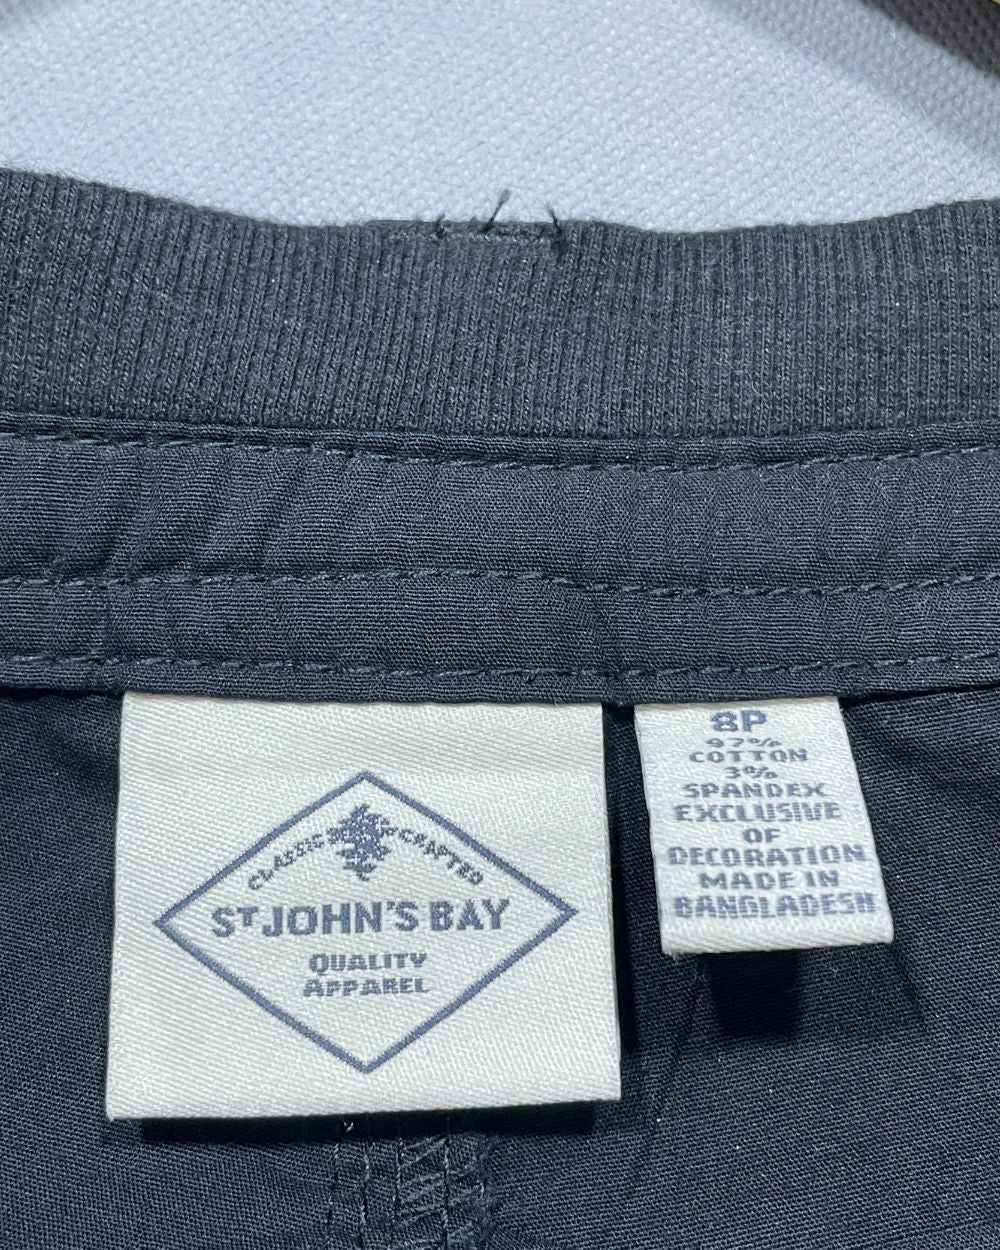 CLASSIC CRAFTED
ST JOHN'S BAY
QUALITY
APPAREL
8P
97%
COTTON
3%
SPANDEX
EXCLUSIVE
OF
DECORATION
MADE IN
BANGLADESH